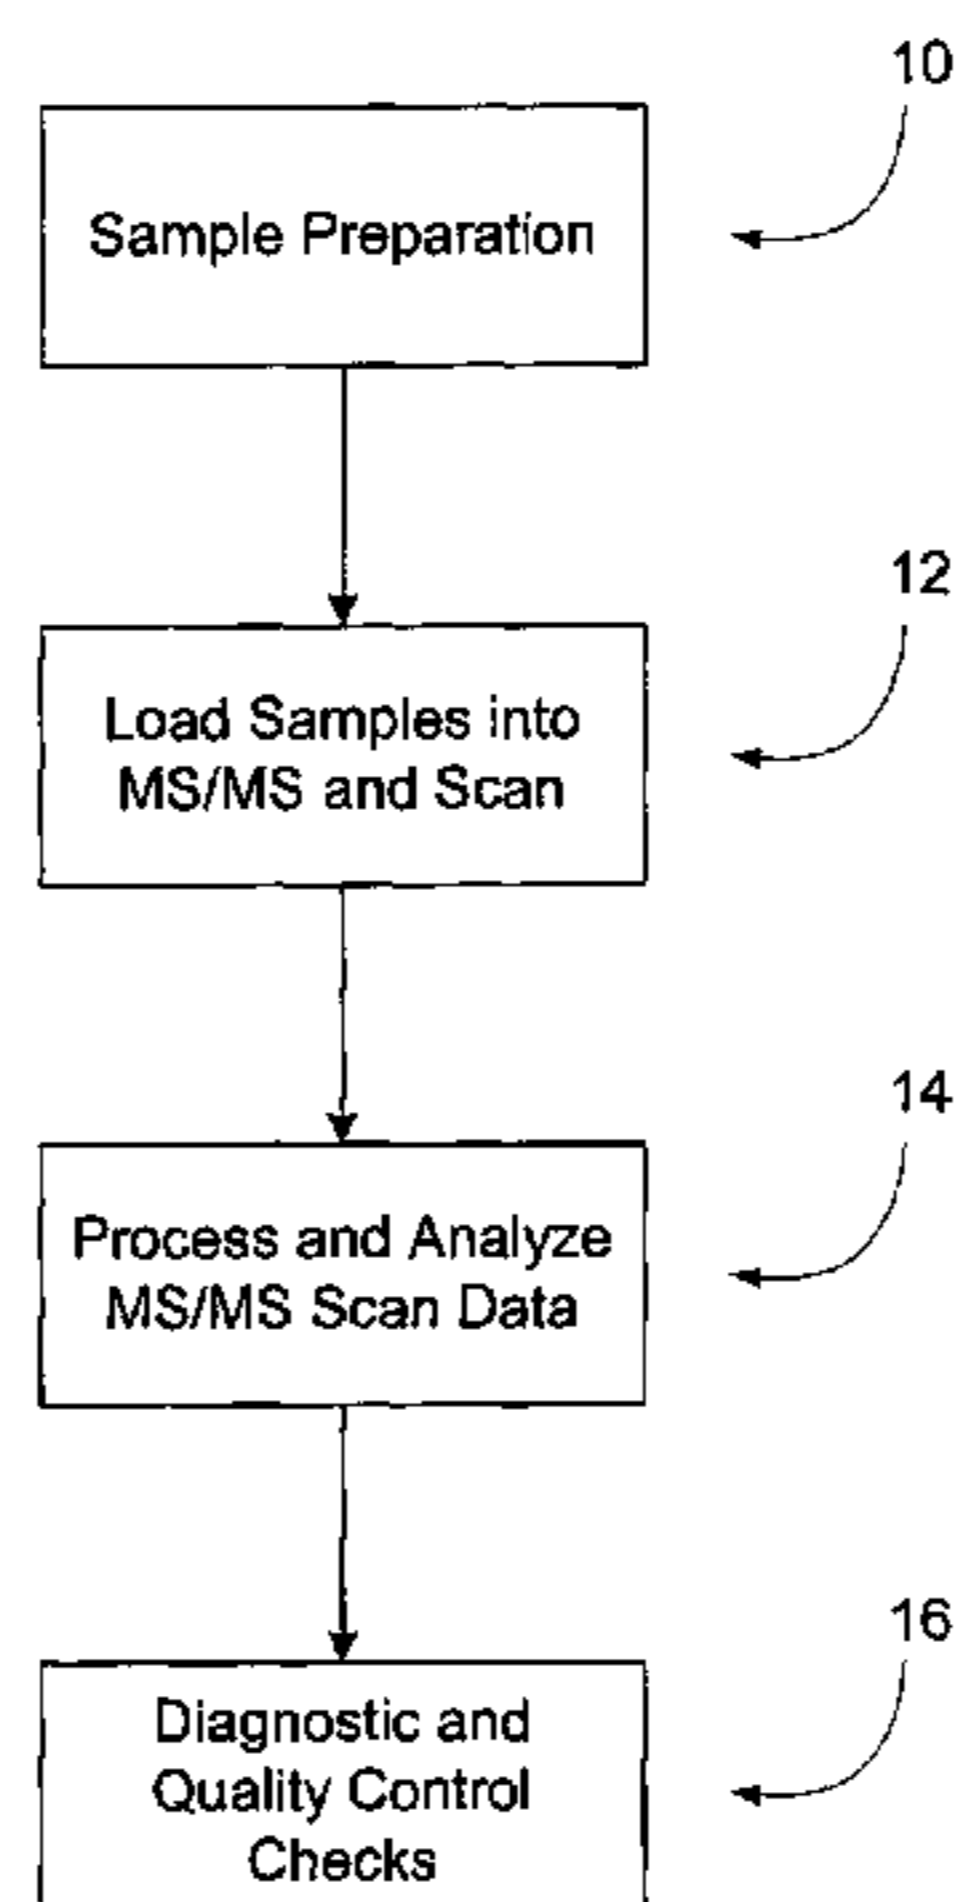 10
Sample Preparation
12
Load Samples into
MS/MS and Scan
14
Process and Analyze
MS/MS Scan Data
16
Diagnostic and
Quality Control
Checks